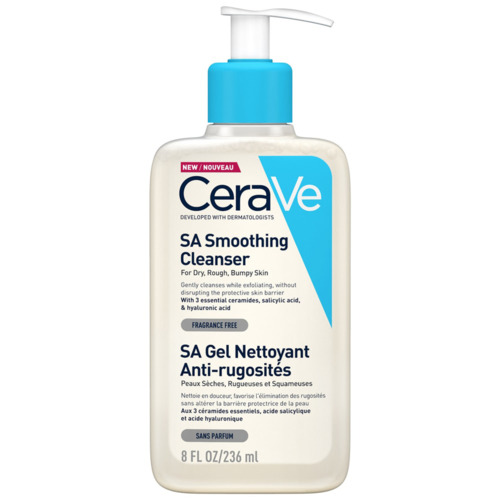 NEW / NOUVEAU
CeraVe
DEVELOPED WITH DERMATOLOGISTS
SA Smoothing
Cleanser
For Dry, Rough, Bumpy Skin
Gently cleanses while exfoliating, without
disrupting the protective skin barrier
With 3 essential ceramides, salicylic acid,
& hyaluronic acid
FRAGRANCE FREE
SA Gel Nettoyant
Anti-rugosités
Peaux Sèches, Rugueuses et Squameuses
Nettoie en douceur, favorise l'élimination des rugosités
sans altérer la barrière protectrice de la peau
Aux 3 céramides essentiels, acide salicylique
et acide hyaluronique
SANS PARFUM
8 FL OZ/236 ml